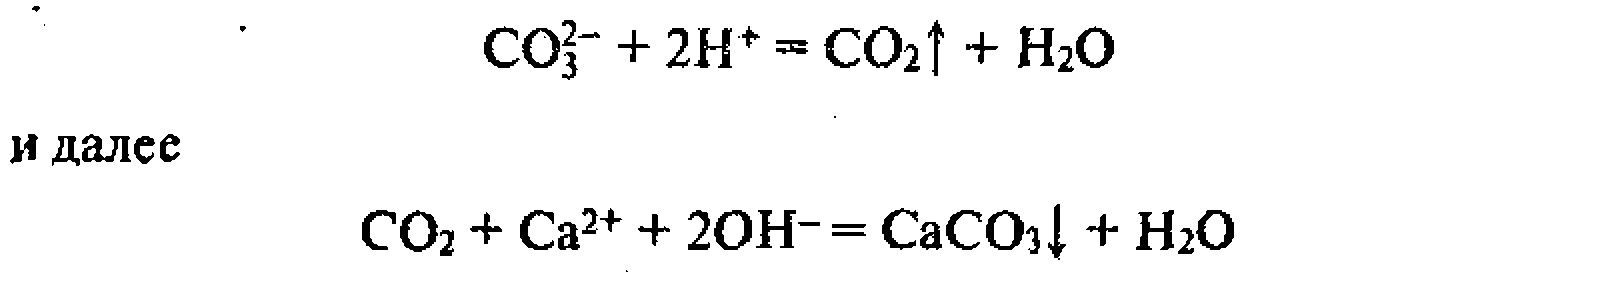 CO₃²⁻ + 2H⁺ = CO₂↑ + H₂O
и далее
CO₂ + Ca²⁺ + 2OH⁻ = CaCO₃↓ + H₂O